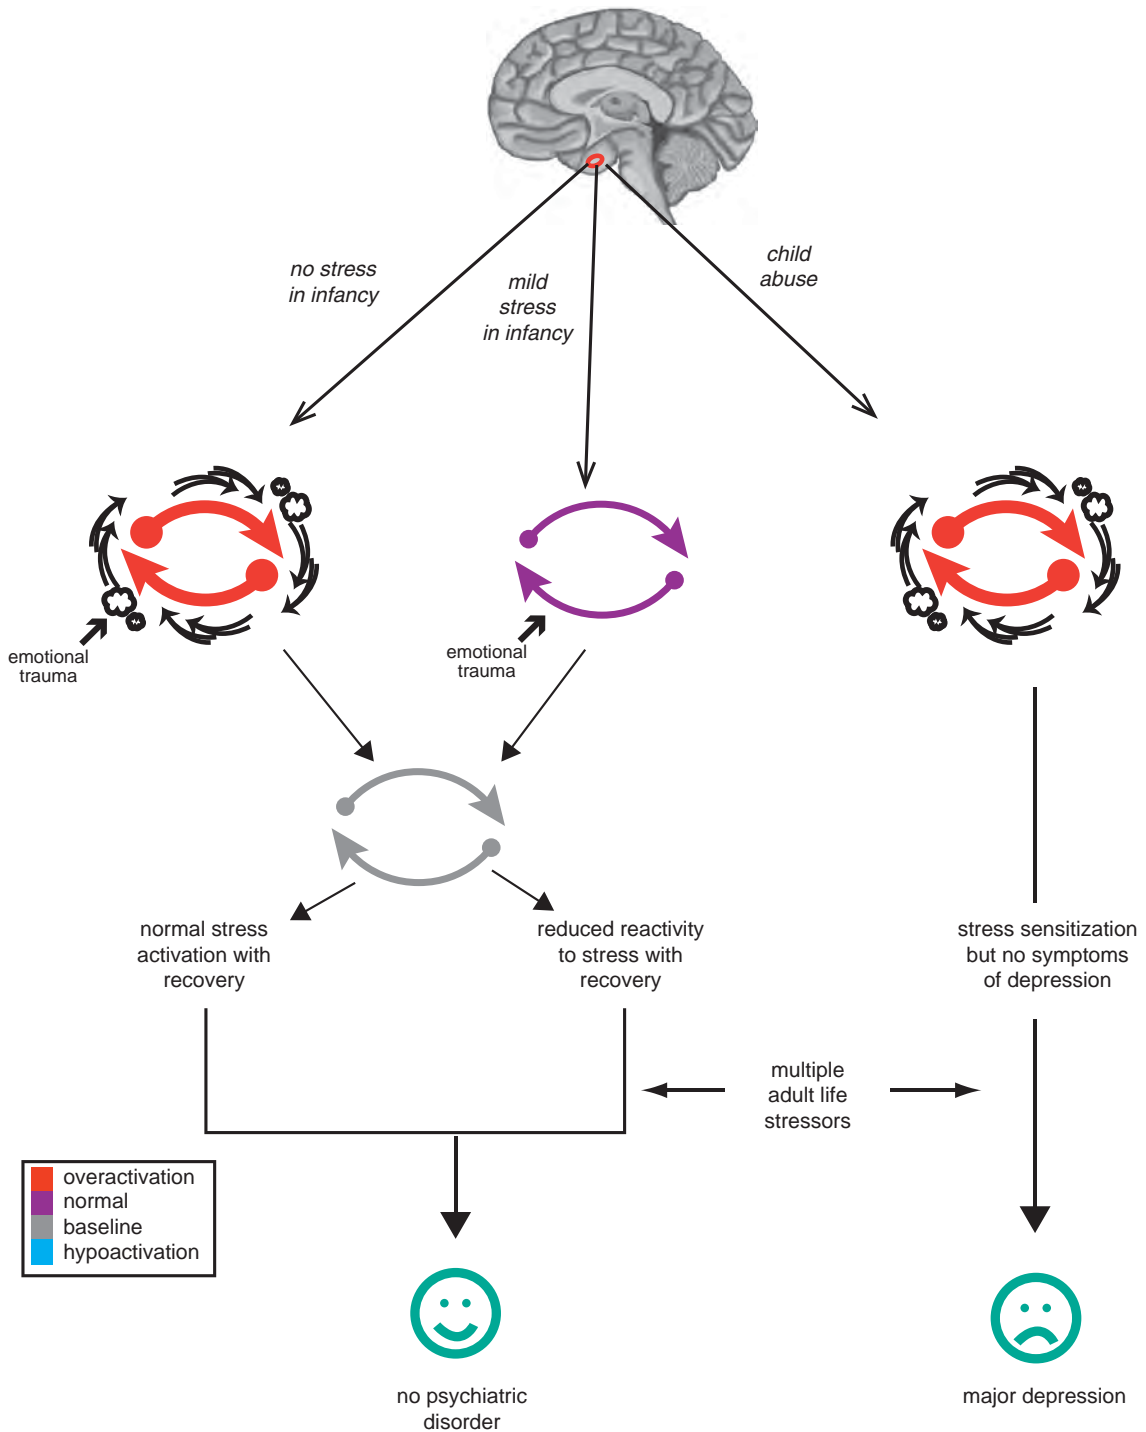 no stress
in infancy
mild
stress
in infancy
child
abuse
emotional
trauma
emotional
trauma
normal stress
activation with
recovery
reduced reactivity
to stress with
recovery
stress sensitization
but no symptoms
of depression
multiple
adult life
stressors
overactivation
normal
baseline
hypoactivation
no psychiatric
disorder
major depression